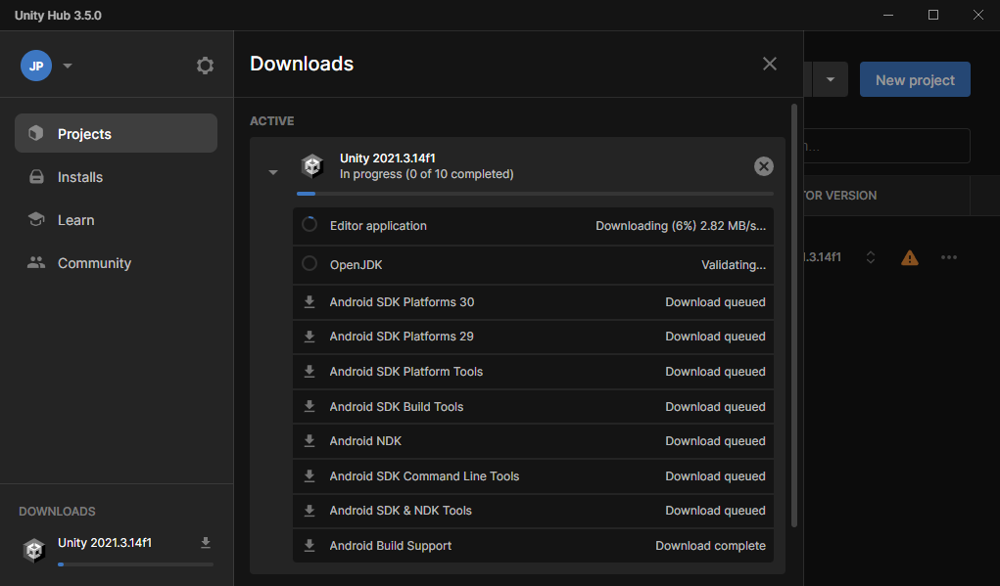 Unity Hub 3.5.0
JP
Downloads
New project
Projects
Installs
Learn
Community
ACTIVE
Unity 2021.3.14f1
In progress (0 of 10 completed)
Editor application Downloading (6%) 2.82 MB/s...
OpenJDK Validating...
Android SDK Platforms 30 Download queued
Android SDK Platforms 29 Download queued
Android SDK Platform Tools Download queued
Android SDK Build Tools Download queued
Android NDK Download queued
Android SDK Command Line Tools Download queued
Android SDK & NDK Tools Download queued
Android Build Support Download complete
VERSION
.3.14f1
DOWNLOADS
Unity 2021.3.14f1